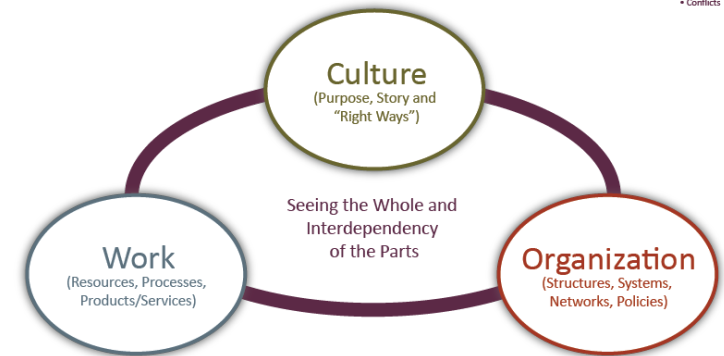 • Conflicts
Culture
(Purpose, Story and
“Right Ways”)
Seeing the Whole and
Interdependency
of the Parts
Work
(Resources, Processes,
Products/Services)
Organization
(Structures, Systems,
Networks, Policies)